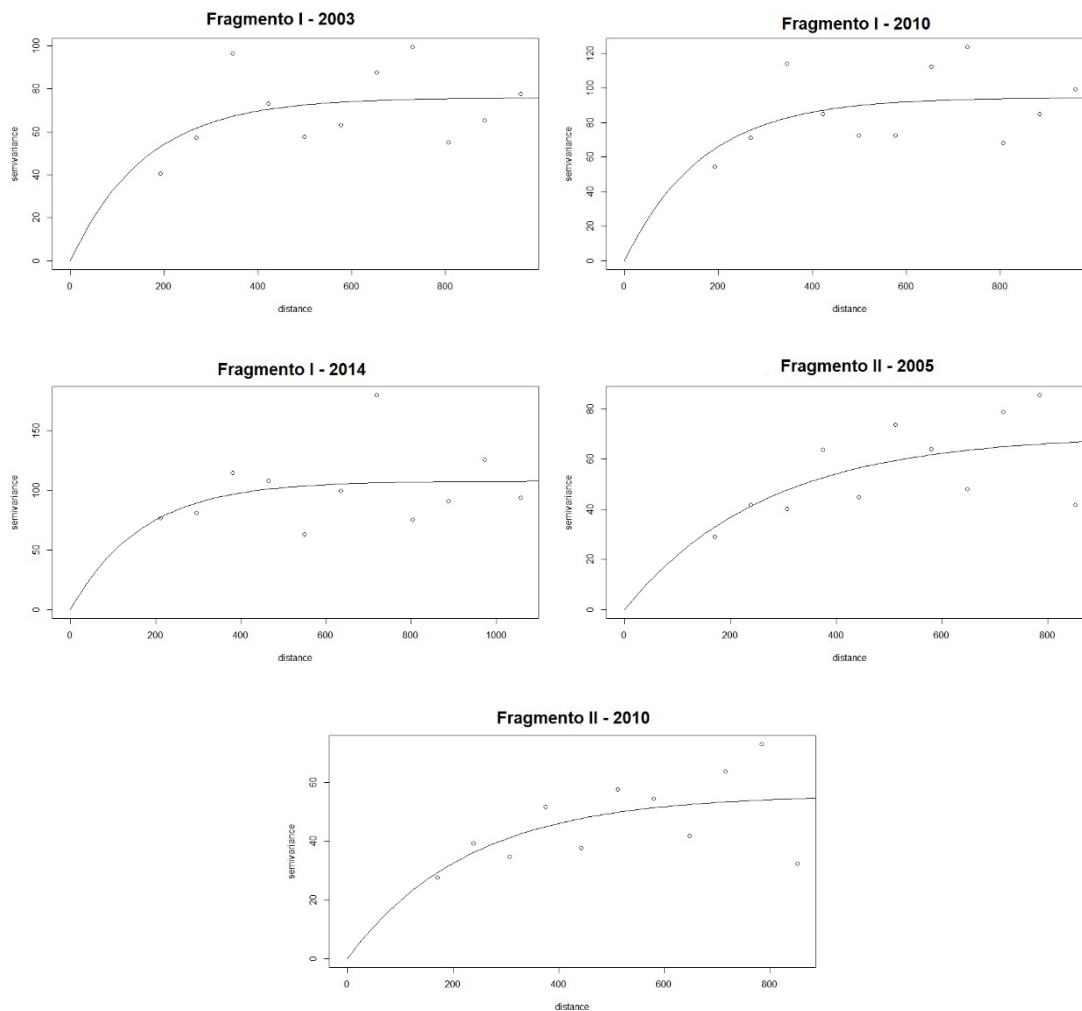 Fragmento I - 2003
semivariance
0 20 40 60 80 100
0 200 400 600 800
distance
Fragmento I - 2010
semivariance
0 20 40 60 80 100 120
0 200 400 600 800
distance
Fragmento I - 2014
semivariance
0 50 100 150
0 200 400 600 800 1000
distance
Fragmento II - 2005
semivariance
0 20 40 60 80
0 200 400 600 800
distance
Fragmento II - 2010
semivariance
0 20 40 60
0 200 400 600 800
distance